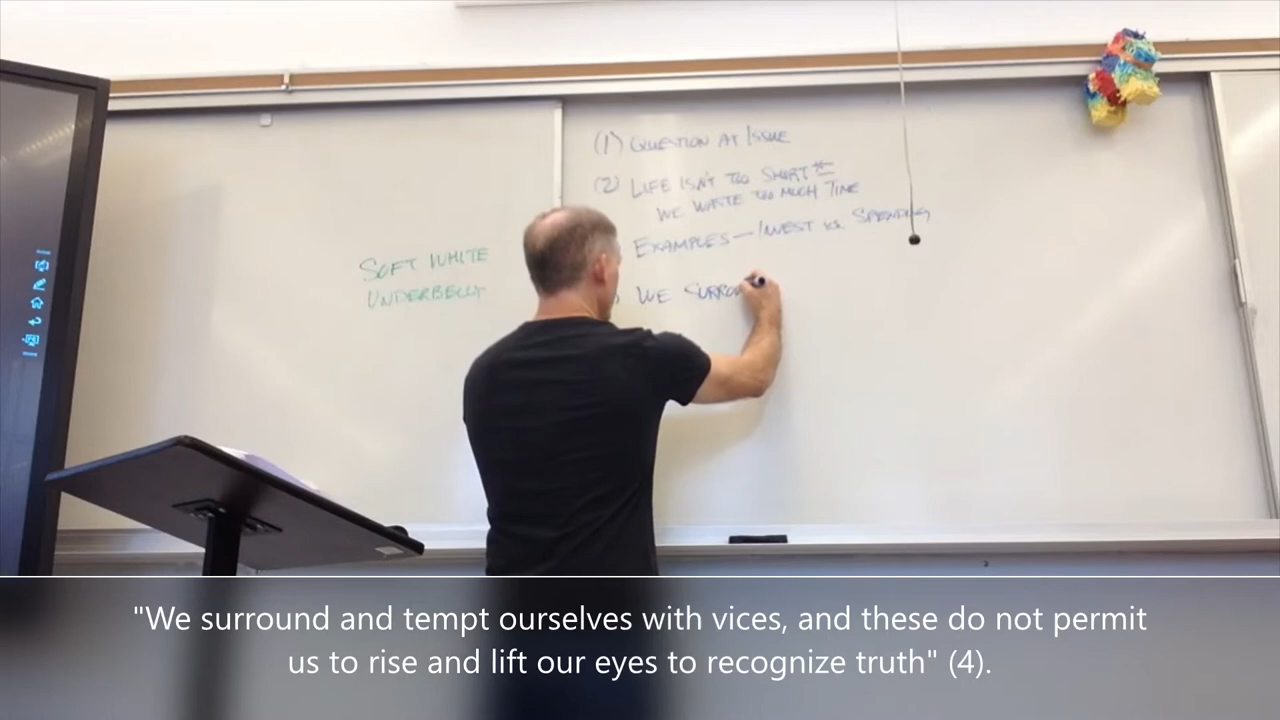 (1) QUESTION AT ISSUE
(2) LIFE ISN'T TOO SHORT **
WE WASTE TOO MUCH TIME
EXAMPLES — INVEST vs. SPENDING
) WE SURROU
SOFT WHITE
UNDERBELLY
"We surround and tempt ourselves with vices, and these do not permit
us to rise and lift our eyes to recognize truth" (4).